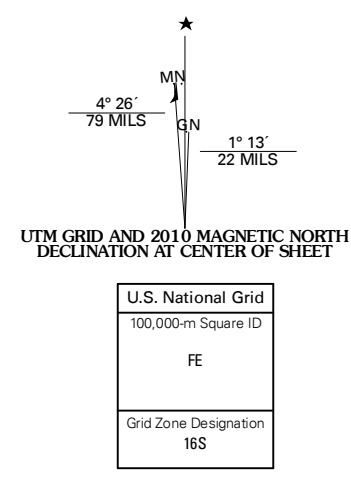 ★
MN
4° 26´
79 MILS
GN
1° 13´
22 MILS
UTM GRID AND 2010 MAGNETIC NORTH
DECLINATION AT CENTER OF SHEET
U.S. National Grid
100,000-m Square ID
FE
Grid Zone Designation
16S